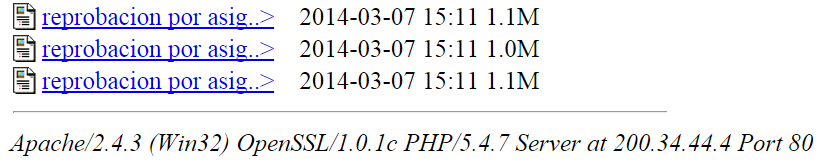 reprobacion por asig..> 2014-03-07 15:11 1.1M
reprobacion por asig..> 2014-03-07 15:11 1.0M
reprobacion por asig..> 2014-03-07 15:11 1.1M
Apache/2.4.3 (Win32) OpenSSL/1.0.1c PHP/5.4.7 Server at 200.34.44.4 Port 80